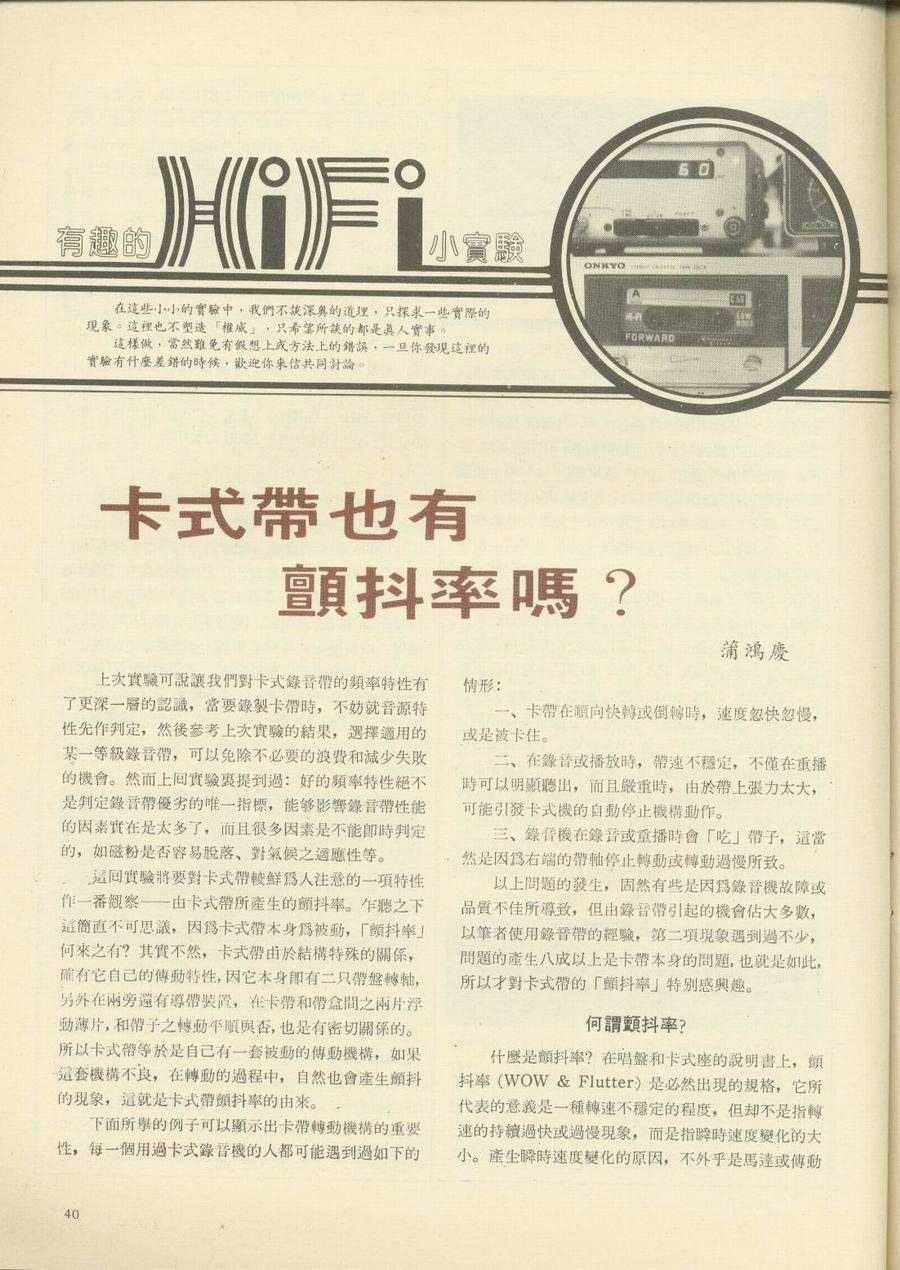 有趣的HiFi小實驗
在這些小小的實驗中，我們不談深奧的道理，只探求一些實際的
現象。這裡也不塑造「權威」，只希望所談的都是眞人實事。
這樣做，當然難免有假想上或方法上的錯誤，一旦你發現這裡的
實驗有什麼差錯的時候，歡迎你來信共同討論。
60
POWER
ONKYO STEREO CASSETTE TAPE DECK
A
C60
HI-FI
LOW
NOISE
FORWARD
卡式帶也有
顫抖率嗎？
蒲鴻慶
上次實驗可說讓我們對卡式錄音帶的頻率特性有
了更深一層的認識，當要錄製卡帶時，不妨就音源特
性先作判定，然後參考上次實驗的結果，選擇適用的
某一等級錄音帶，可以免除不必要的浪費和減少失敗
的機會。然而上回實驗裏提到過：好的頻率特性絕不
是判定錄音帶優劣的唯一指標，能够影響錄音帶性能
的因素實在是太多了，而且很多因素是不能卽時判定
的，如磁粉是否容易脫落、對氣候之適應性等。
這回實驗將要對卡式帶較鮮爲人注意的一項特性
作一番觀察——由卡式帶所產生的顫抖率。乍聽之下
這簡直不可思議，因爲卡式帶本身爲被動，「顫抖率」
何來之有？其實不然，卡式帶由於結構特殊的關係，
確有它自己的傳動特性，因它本身卽有二只帶盤轉軸，
另外在兩旁還有導帶裝置，在卡帶和帶盒間之兩片浮
動薄片，和帶子之轉動平順與否，也是有密切關係的。
所以卡式帶等於是自己有一套被動的傳動機構，如果
這套機構不良，在轉動的過程中，自然也會產生顫抖
的現象，這就是卡式帶顫抖率的由來。
下面所舉的例子可以顯示出卡帶轉動機構的重要
性，每一個用過卡式錄音機的人都可能遇到過如下的
情形：
一、卡帶在順向快轉或倒轉時，速度忽快忽慢，
或是被卡住。
二、在錄音或播放時，帶速不穩定，不僅在重播
時可以明顯聽出，而且嚴重時，由於帶上張力太大，
可能引發卡式機的自動停止機構動作。
三、錄音機在錄音或重播時會「吃」帶子，這當
然是因爲右端的帶軸停止轉動或轉動過慢所致。
以上問題的發生，固然有些是因爲錄音機故障或
品質不佳所導致，但由錄音帶引起的機會佔大多數，
以筆者使用錄音帶的經驗，第二項現象遇到過不少，
問題的產生八成以上是卡帶本身的問題，也就是如此，
所以才對卡式帶的「顫抖率」特別感興趣。
何謂顫抖率？
什麼是顫抖率？在唱盤和卡式座的說明書上，顫
抖率（WOW & Flutter）是必然出現的規格，它所
代表的意義是一種轉速不穩定的程度，但却不是指轉
速的持續過快或過慢現象，而是指瞬時速度變化的大
小。產生瞬時速度變化的原因，不外乎是馬達或傳動
40